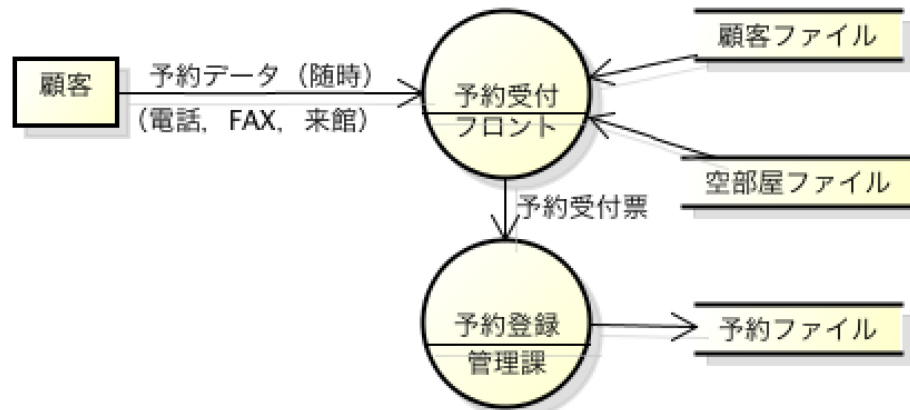 顧客
予約データ（随時）
（電話，FAX，来館）
予約受付
フロント
顧客ファイル
空部屋ファイル
予約受付票
予約登録
管理課
予約ファイル